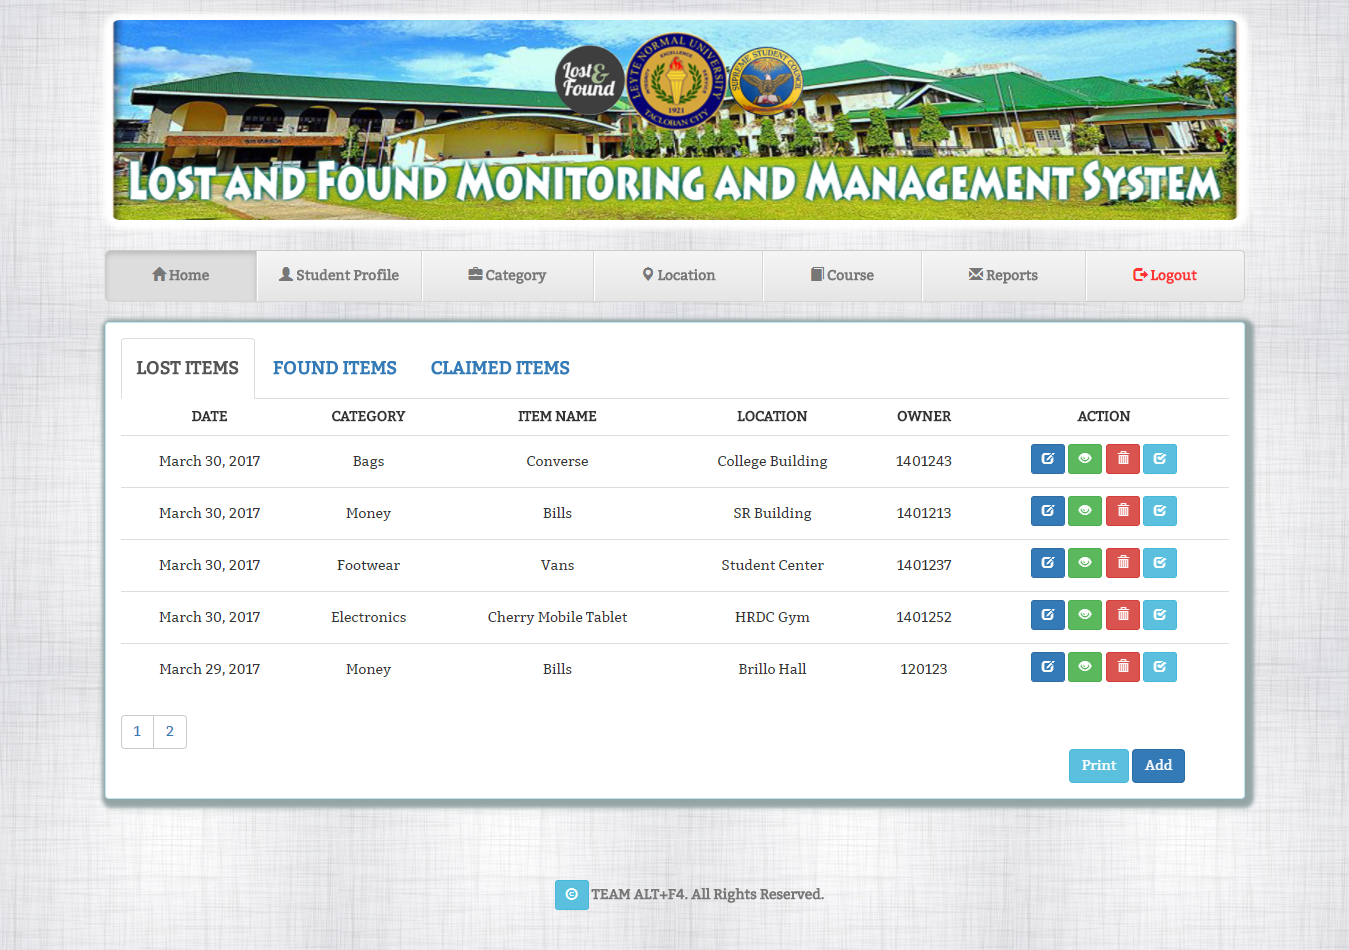 Lost&
Found
LEYTE NORMAL UNIVERSITY
EXCELLENCE
SERVICE
1921
TACLOBAN CITY
SUPREME STUDENT COUNCIL
LOST AND FOUND MONITORING AND MANAGEMENT SYSTEM
Home Student Profile Category Location Course Reports Logout
LOST ITEMS FOUND ITEMS CLAIMED ITEMS
DATE CATEGORY ITEM NAME LOCATION OWNER ACTION
March 30, 2017 Bags Converse College Building 1401243
March 30, 2017 Money Bills SR Building 1401213
March 30, 2017 Footwear Vans Student Center 1401237
March 30, 2017 Electronics Cherry Mobile Tablet HRDC Gym 1401252
March 29, 2017 Money Bills Brillo Hall 120123
1 2
Print Add
© TEAM ALT+F4. All Rights Reserved.